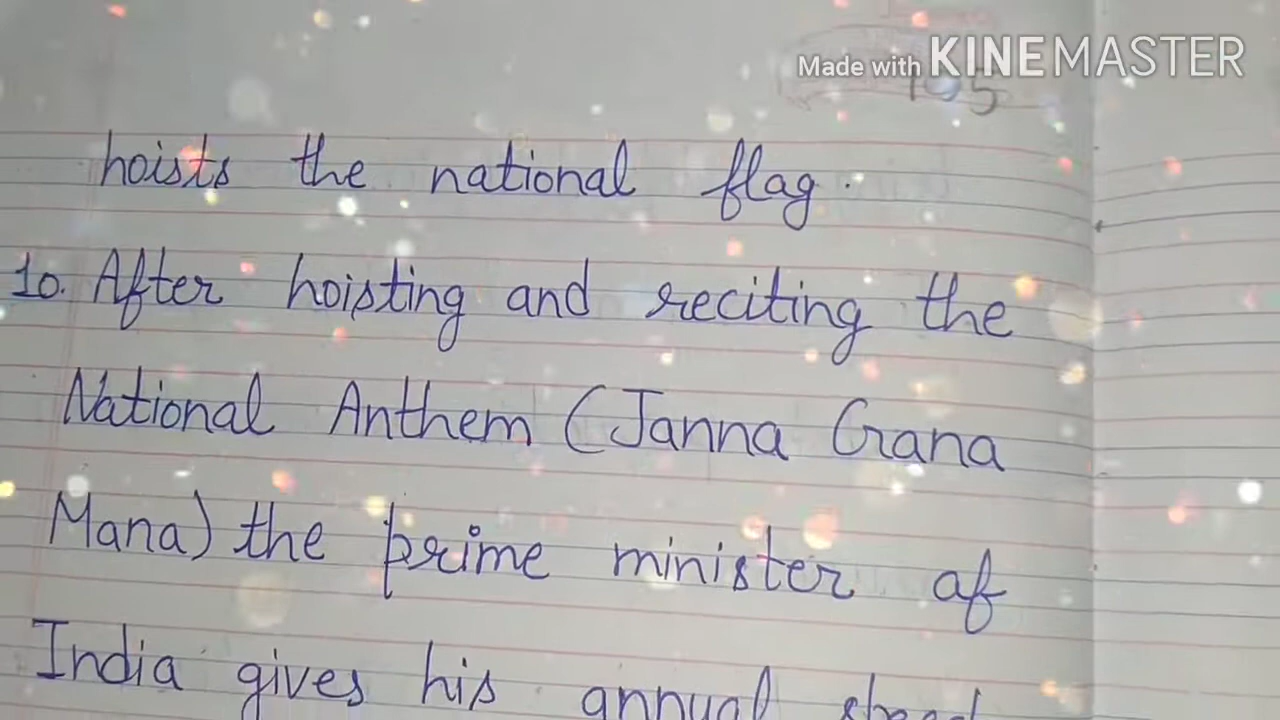 Made with KINEMASTER
105
hoists the national flag.
10. After hoisting and reciting the
National Anthem (Janna Grana
Mana) the prime minister af
India gives his annual